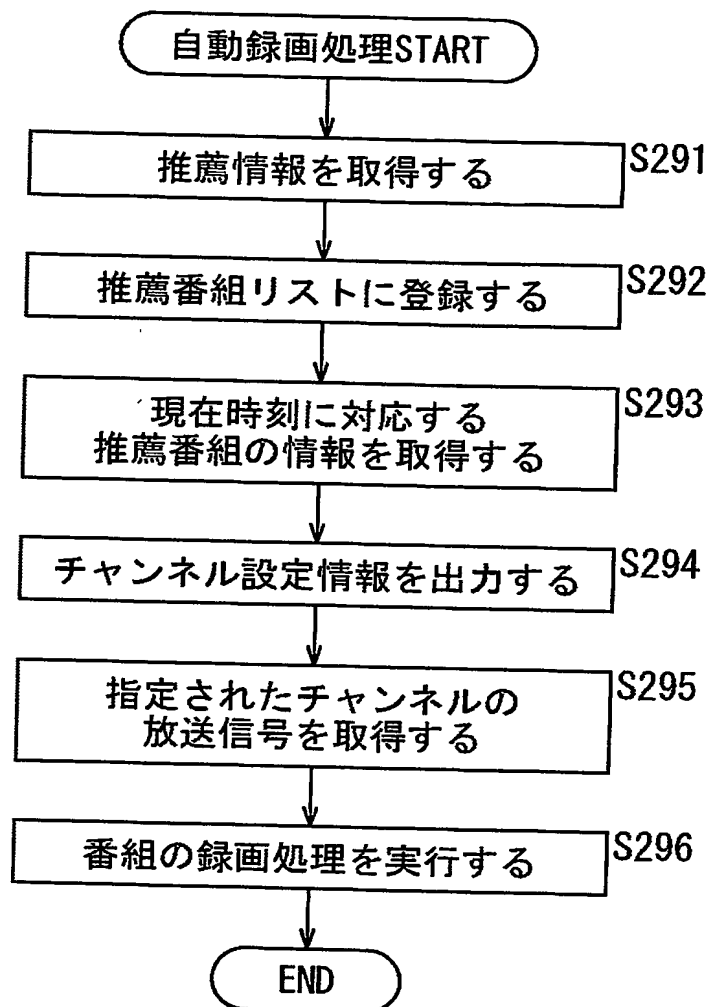 自動録画処理START
推薦情報を取得する
S291
推薦番組リストに登録する
S292
現在時刻に対応する
推薦番組の情報を取得する
S293
チャンネル設定情報を出力する
S294
指定されたチャンネルの
放送信号を取得する
S295
番組の録画処理を実行する
S296
END